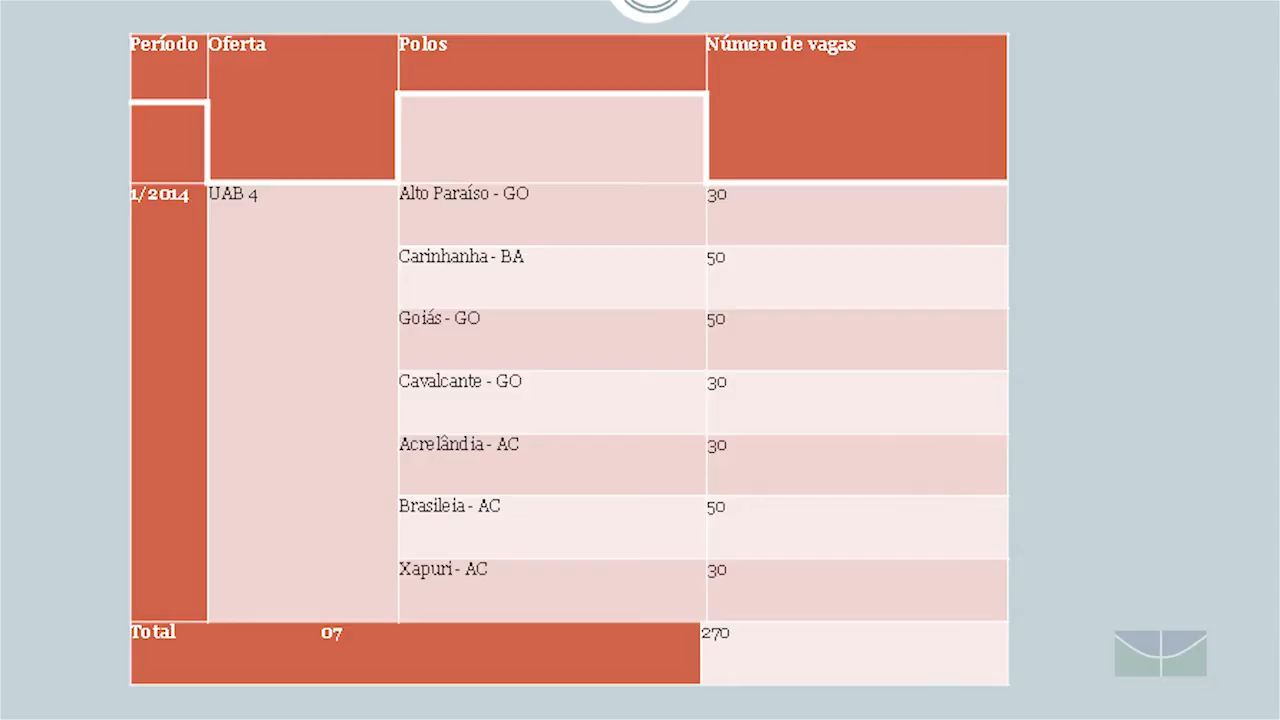 Período Oferta Polos Número de vagas
1/2014 UAB 4 Alto Paraíso - GO 30
Carinhanha - BA 50
Goiás - GO 50
Cavalcante - GO 30
Acrelândia - AC 30
Brasileia - AC 50
Xapuri - AC 30
Total 07 270